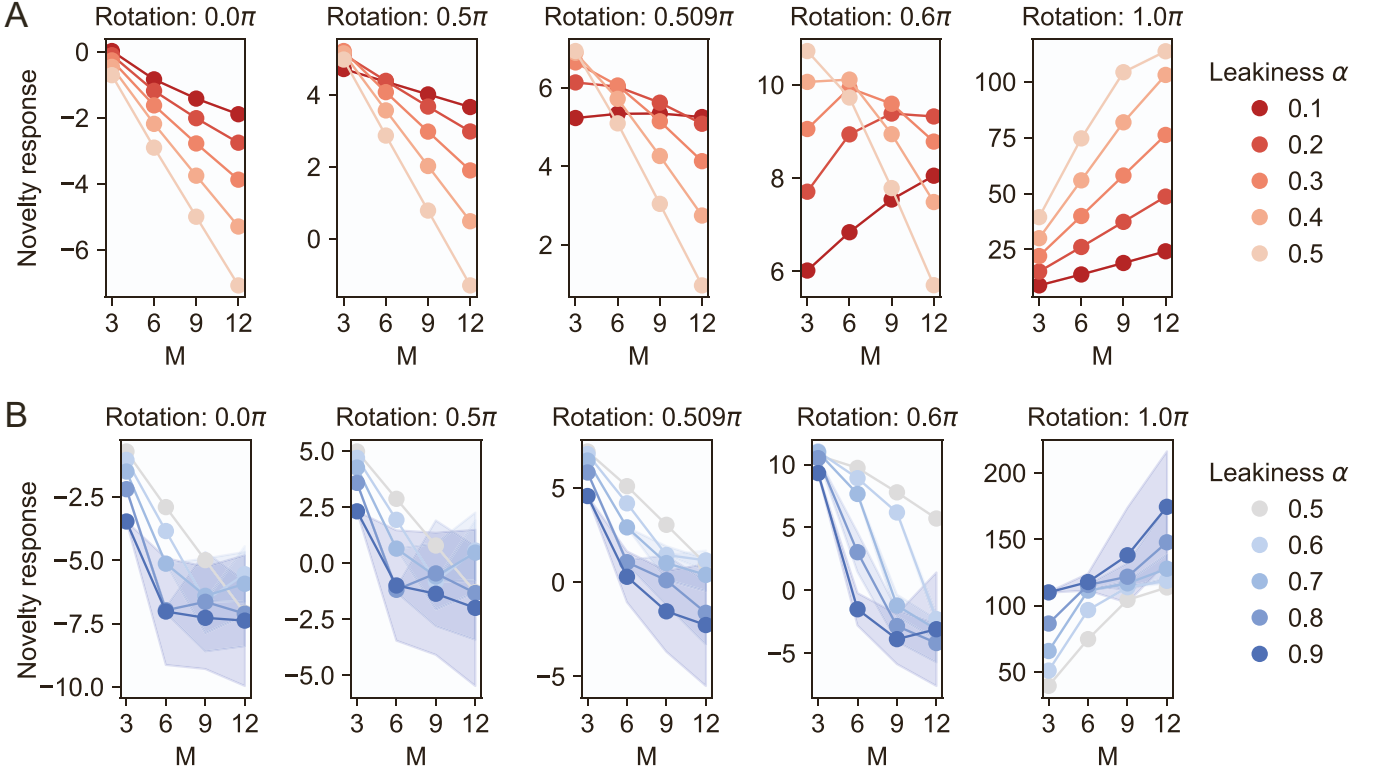 A
Rotation: 0.0π Rotation: 0.5π Rotation: 0.509π Rotation: 0.6π Rotation: 1.0π
Novelty response
0
−2
−4
−6
3 6 9 12
M
4
2
0
3 6 9 12
M
6
4
2
3 6 9 12
M
10
8
6
3 6 9 12
M
100
75
50
25
3 6 9 12
M
Leakiness α
0.1
0.2
0.3
0.4
0.5
B
Rotation: 0.0π Rotation: 0.5π Rotation: 0.509π Rotation: 0.6π Rotation: 1.0π
Novelty response
−2.5
−5.0
−7.5
−10.0
3 6 9 12
M
5.0
2.5
0.0
−2.5
−5.0
3 6 9 12
M
5
0
−5
3 6 9 12
M
10
5
0
−5
3 6 9 12
M
200
150
100
50
3 6 9 12
M
Leakiness α
0.5
0.6
0.7
0.8
0.9